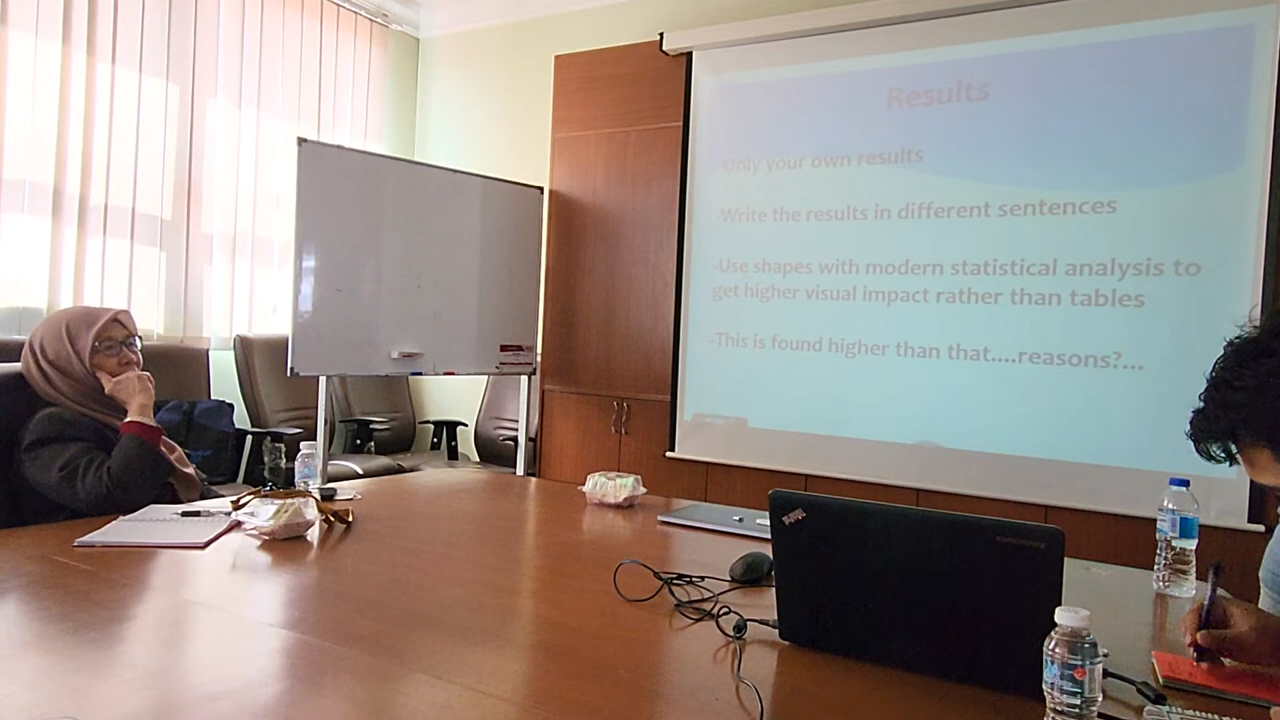 Results
Only your own results
-Write the results in different sentences
-Use shapes with modern statistical analysis to
get higher visual impact rather than tables
-This is found higher than that....reasons?...
ThinkPad